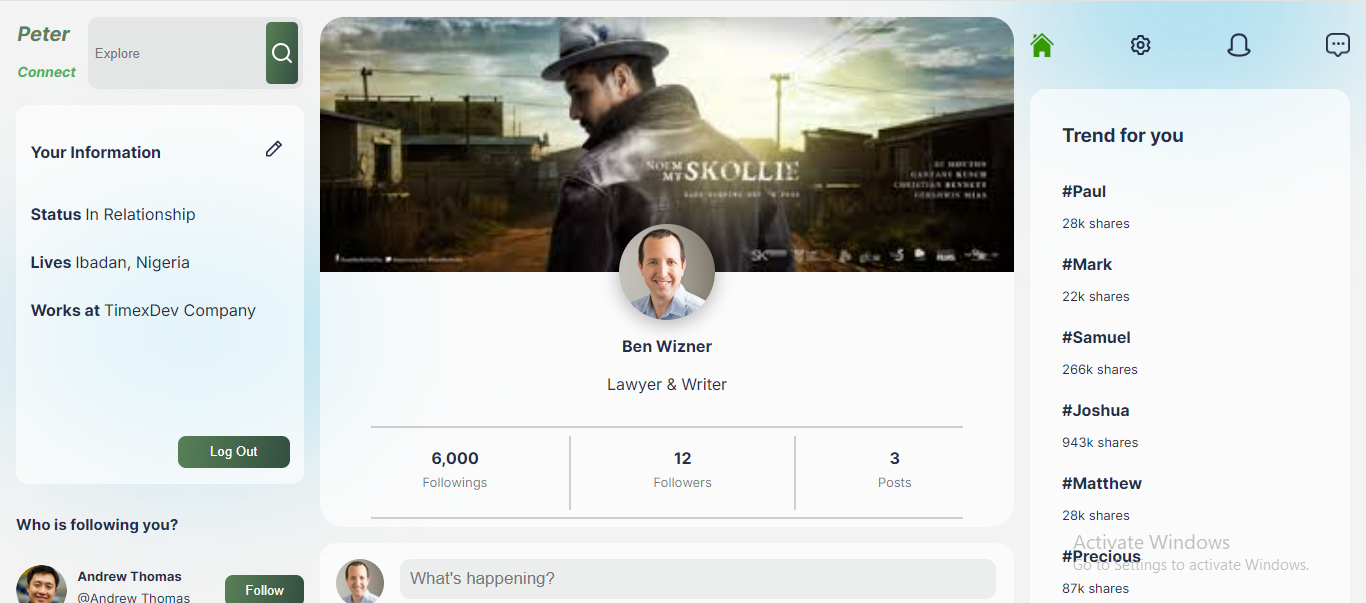 Peter
Connect
Explore
Your Information
Status In Relationship
Lives Ibadan, Nigeria
Works at TimexDev Company
Log Out
Who is following you?
Andrew Thomas
@Andrew Thomas
Follow
NOEM
MY SKOLLIE
Ben Wizner
Lawyer & Writer
6,000
Followings
12
Followers
3
Posts
What's happening?
Trend for you
#Paul
28k shares
#Mark
22k shares
#Samuel
266k shares
#Joshua
943k shares
#Matthew
28k shares
#Precious
87k shares
Activate Windows
Go to Settings to activate Windows.